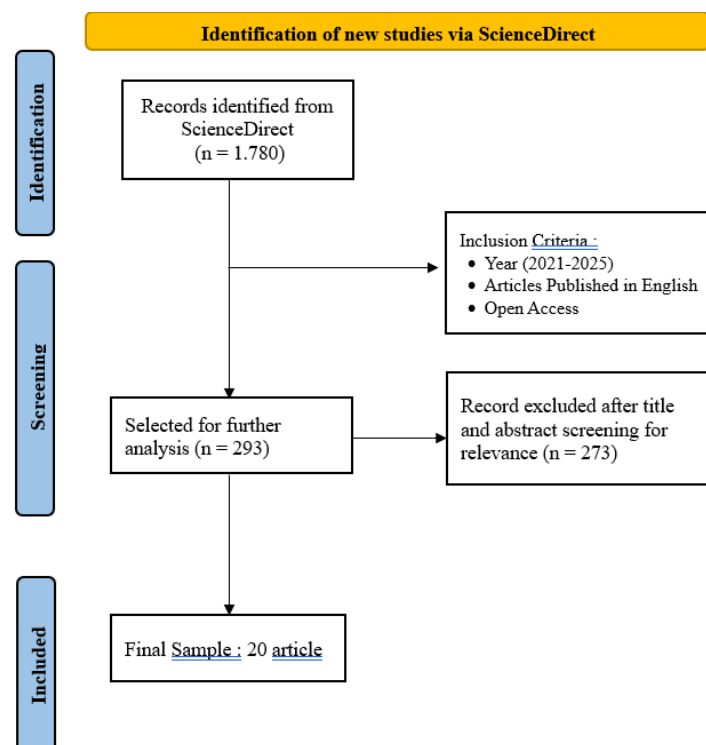 Identification of new studies via ScienceDirect
Identification
Records identified from
ScienceDirect
(n = 1.780)
Inclusion Criteria :
• Year (2021-2025)
• Articles Published in English
• Open Access
Screening
Selected for further
analysis (n = 293)
Record excluded after title
and abstract screening for
relevance (n = 273)
Included
Final Sample : 20 article